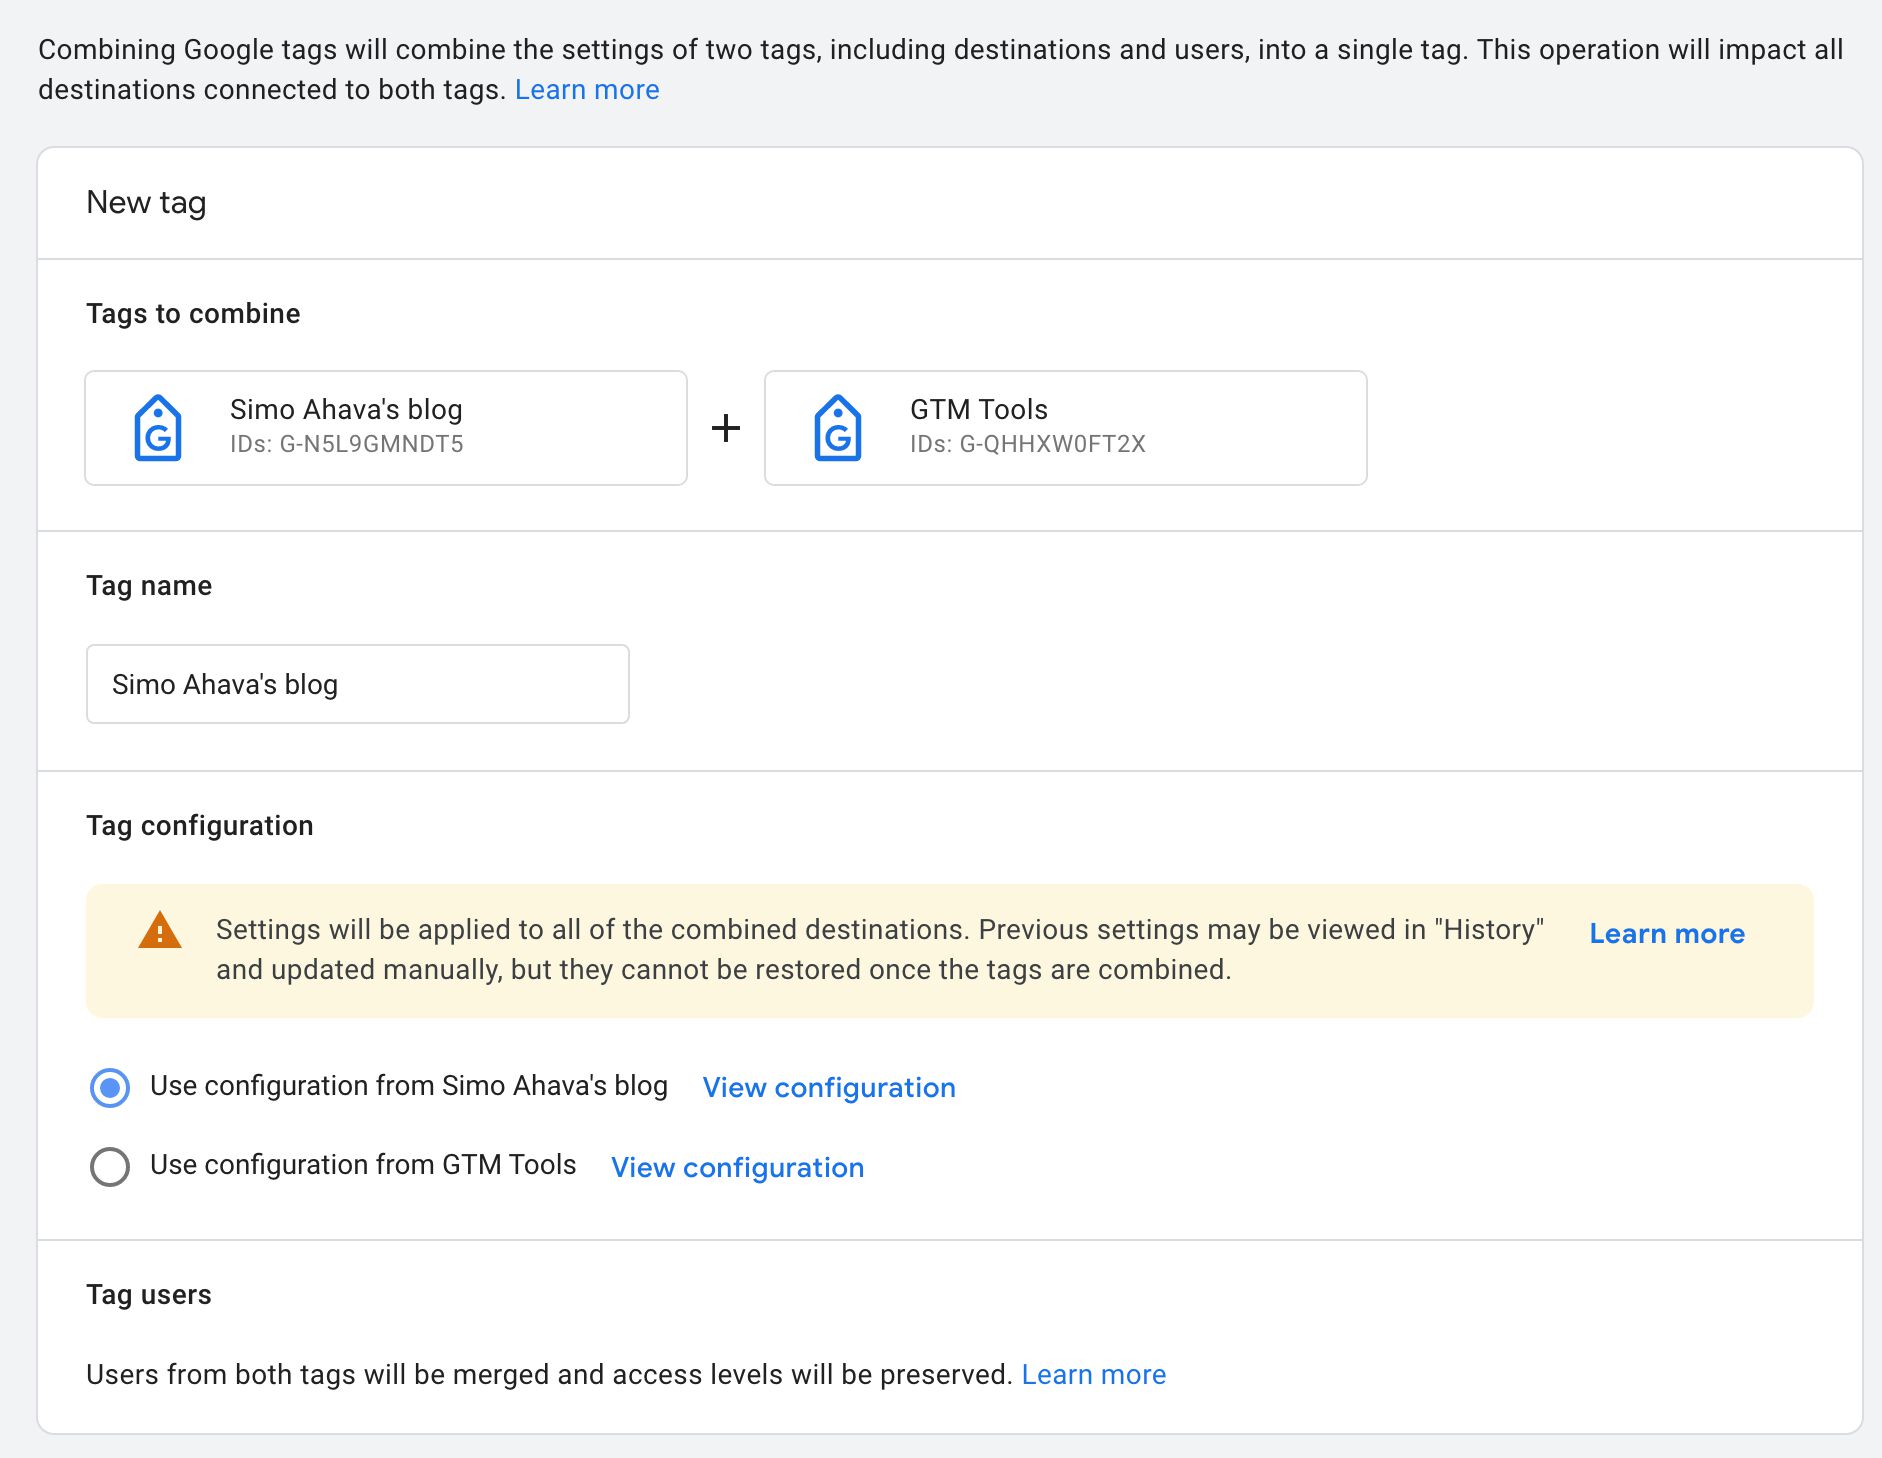 Combining Google tags will combine the settings of two tags, including destinations and users, into a single tag. This operation will impact all
destinations connected to both tags. Learn more
New tag
Tags to combine
Simo Ahava's blog
IDs: G-N5L9GMNDT5
+
GTM Tools
IDs: G-QHHXW0FT2X
Tag name
Simo Ahava's blog
Tag configuration
Settings will be applied to all of the combined destinations. Previous settings may be viewed in "History" Learn more
and updated manually, but they cannot be restored once the tags are combined.
Use configuration from Simo Ahava's blog View configuration
Use configuration from GTM Tools View configuration
Tag users
Users from both tags will be merged and access levels will be preserved. Learn more